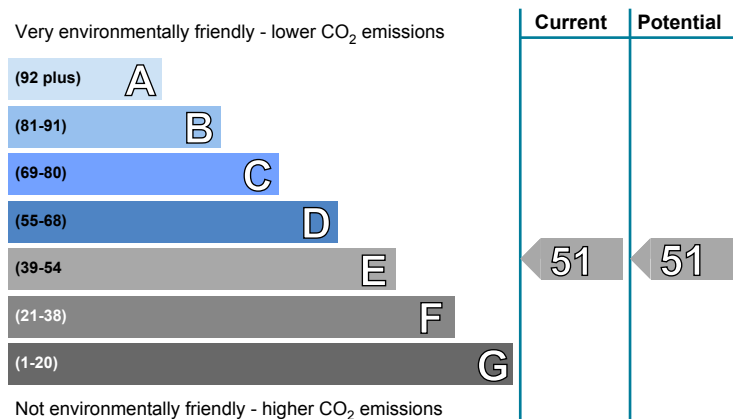 Current Potential
Very environmentally friendly - lower CO₂ emissions
(92 plus) A
(81-91) B
(69-80) C
(55-68) D
(39-54 E
51 51
(21-38) F
(1-20) G
Not environmentally friendly - higher CO₂ emissions